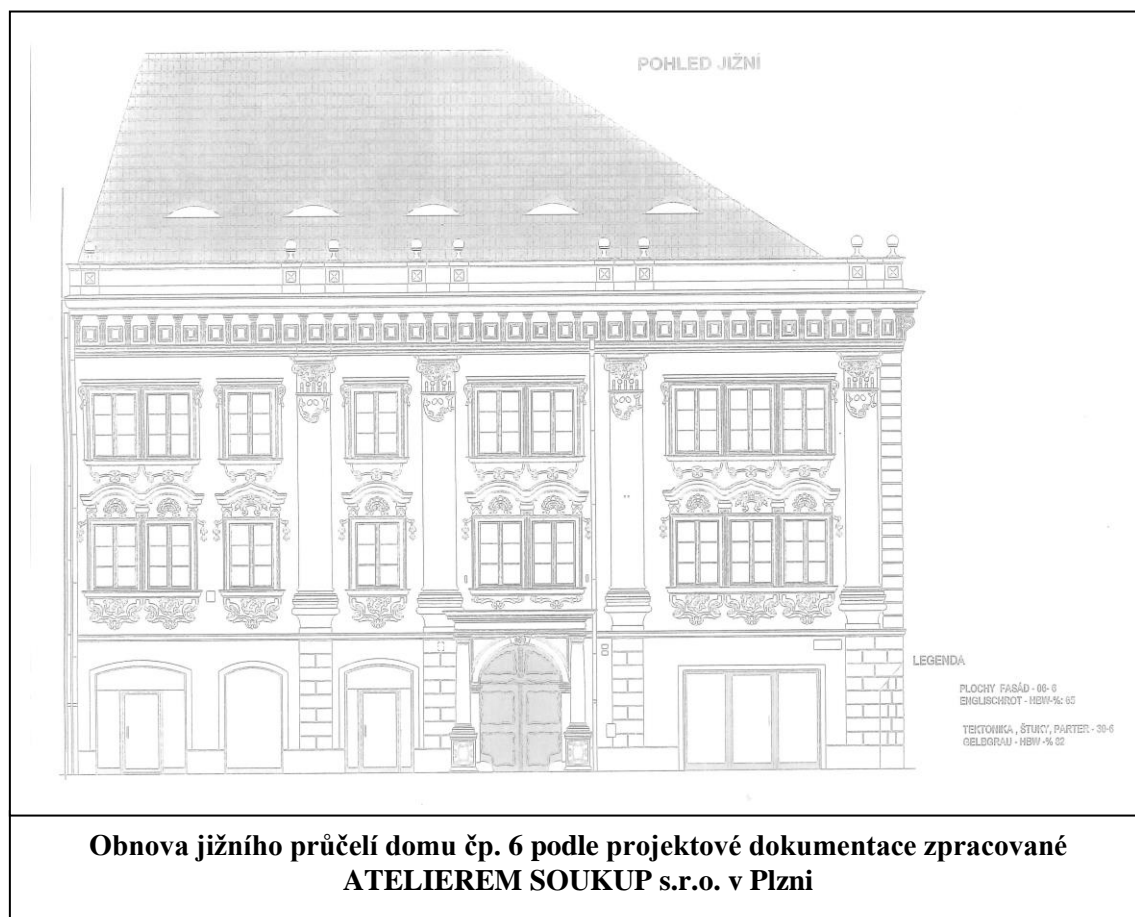 POHLED JIŽNÍ
LEGENDA
PLOCHY FASÁD - 06- 6
ENGLISCHROT - HBW-%: 65
TEKTONIKA , ŠTUKY, PARTER - 30-6
GELBGRAU - HBW -% 82
Obnova jižního průčelí domu čp. 6 podle projektové dokumentace zpracované
ATELIEREM SOUKUP s.r.o. v Plzni